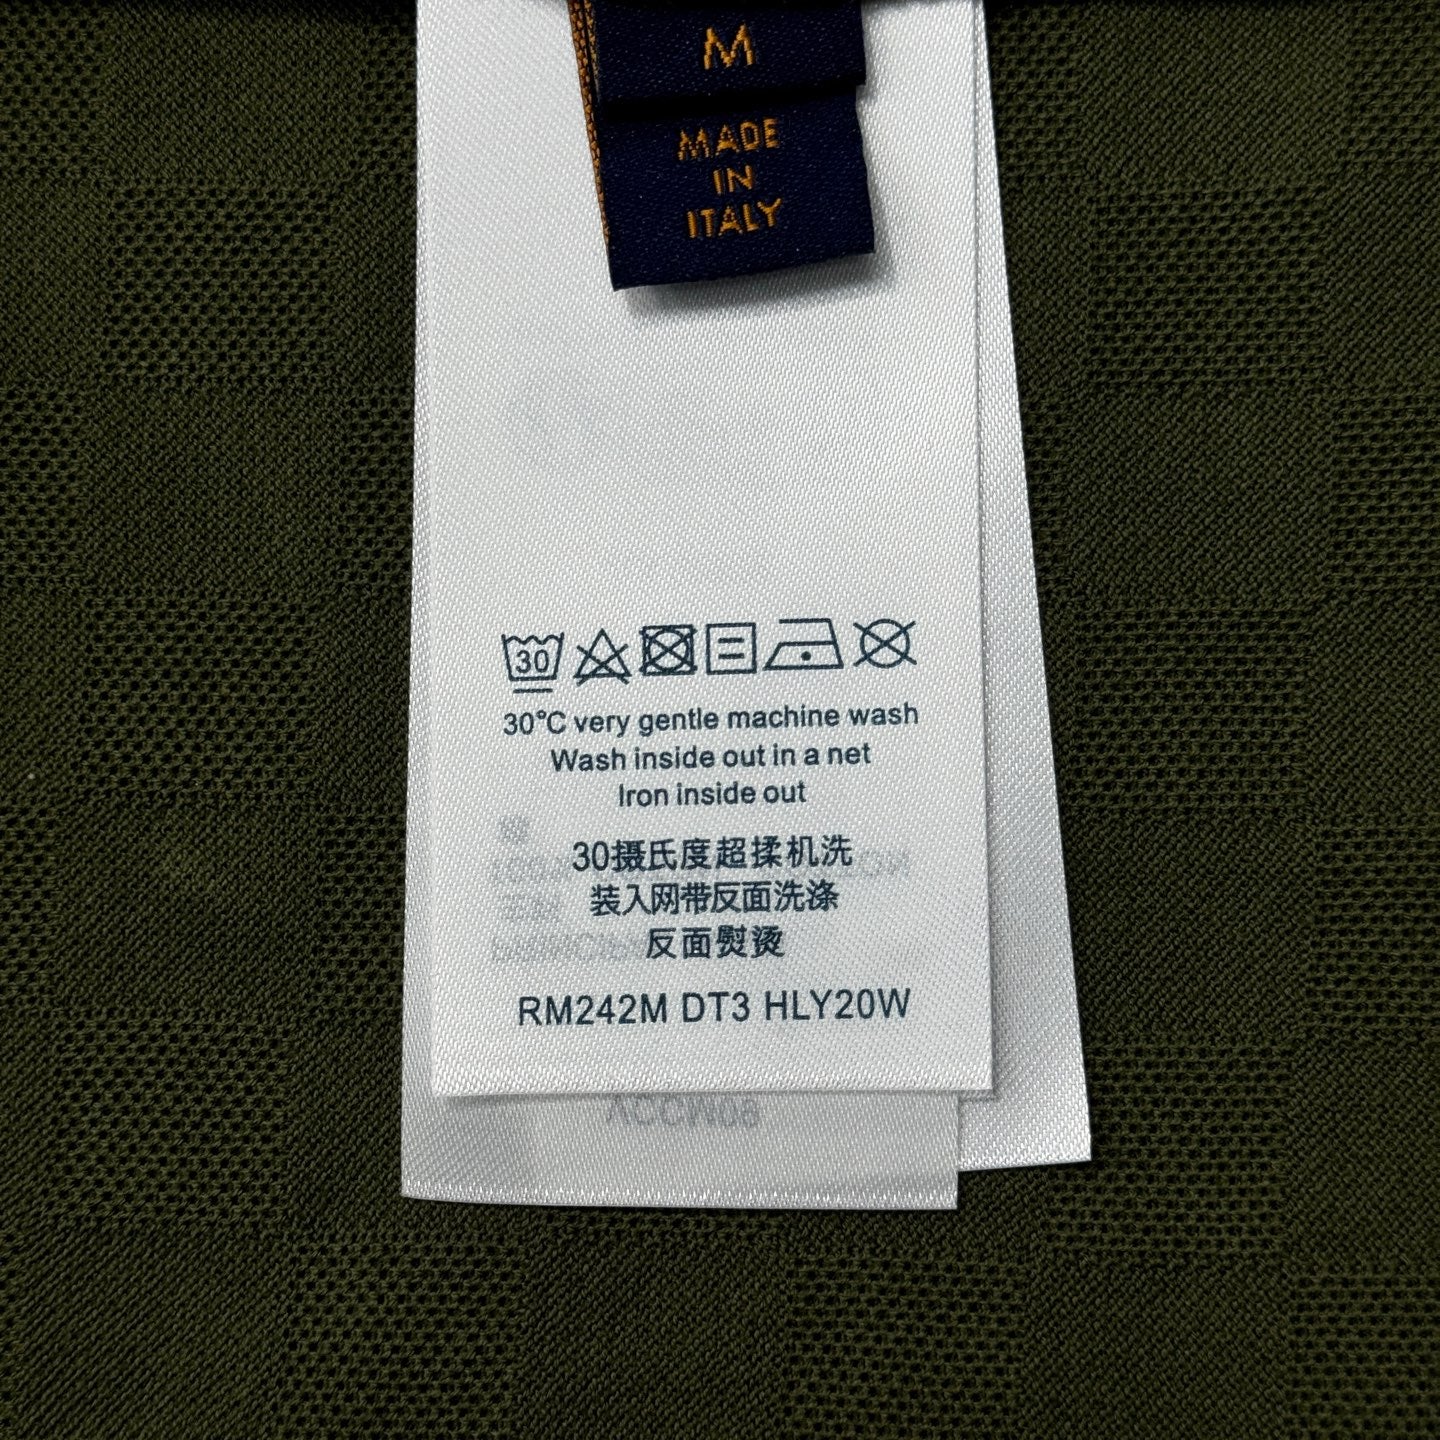 M
MADE
IN
ITALY
30
30°C very gentle machine wash
Wash inside out in a net
Iron inside out
30摄氏度超揉机洗
装入网带反面洗涤
反面熨烫
RM242M DT3 HLY20W